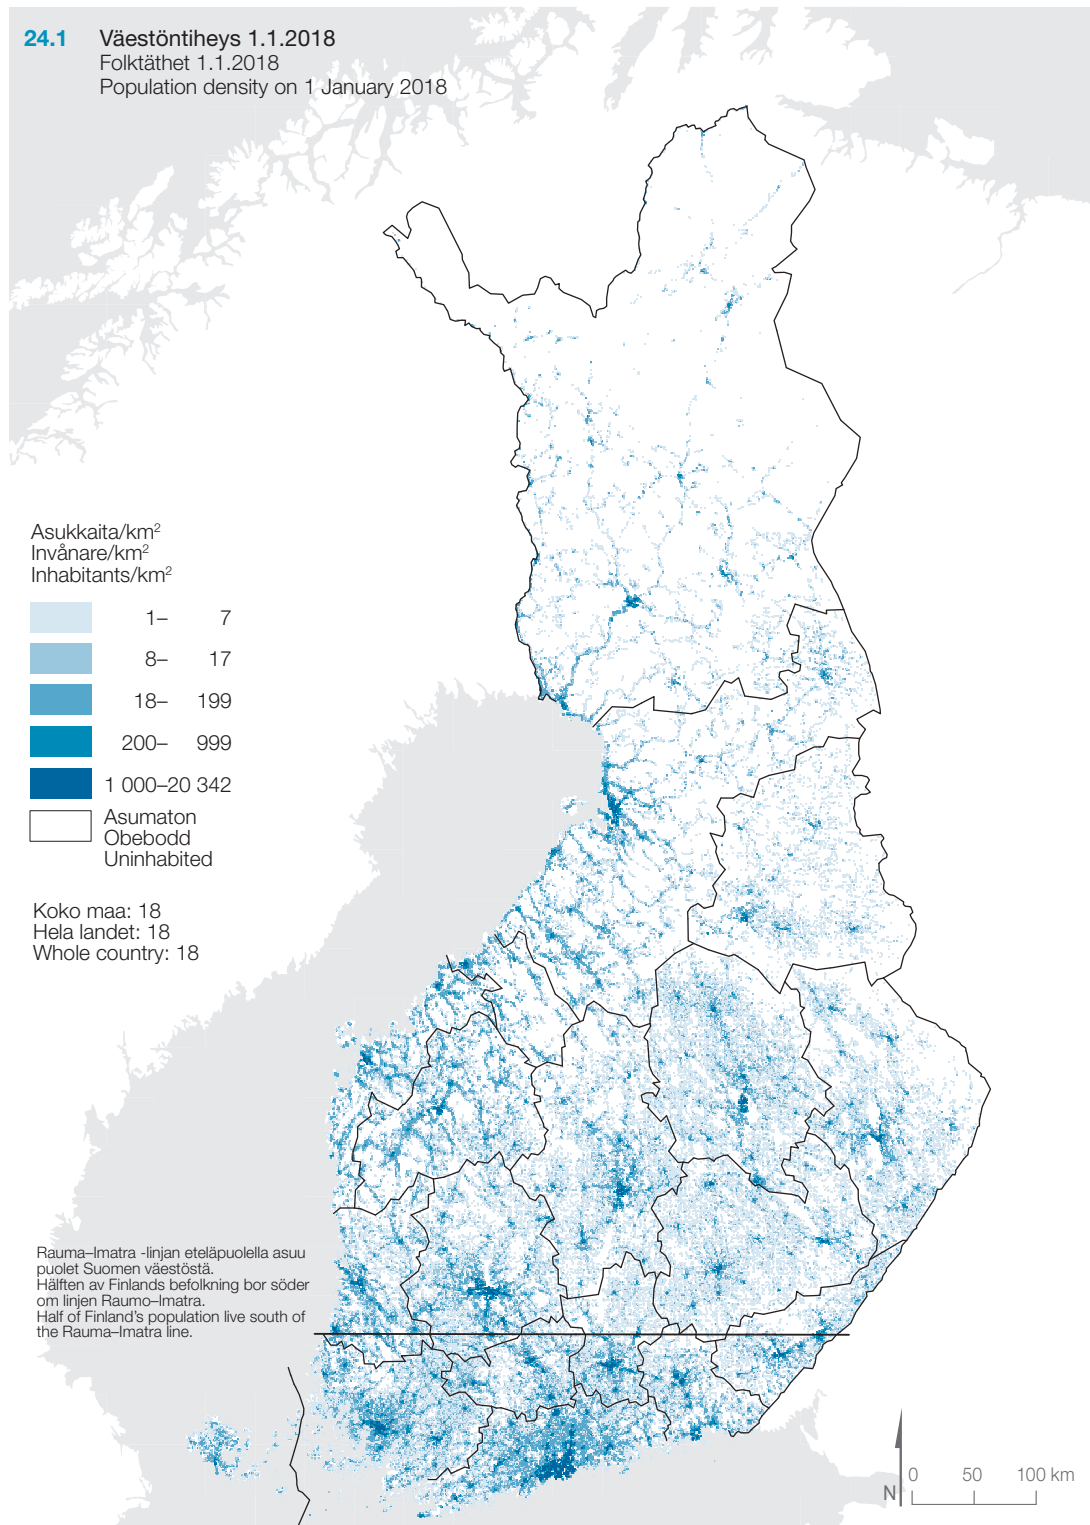 24.1 Väestöntiheys 1.1.2018
Folktäthet 1.1.2018
Population density on 1 January 2018
Asukkaita/km²
Invånare/km²
Inhabitants/km²
1– 7
8– 17
18– 199
200– 999
1 000–20 342
Asumaton
Obebodd
Uninhabited
Koko maa: 18
Hela landet: 18
Whole country: 18
Rauma–Imatra -linjan eteläpuolella asuu
puolet Suomen väestöstä.
Hälften av Finlands befolkning bor söder
om linjen Raumo–Imatra.
Half of Finland's population live south of
the Rauma–Imatra line.
N
0 50 100 km